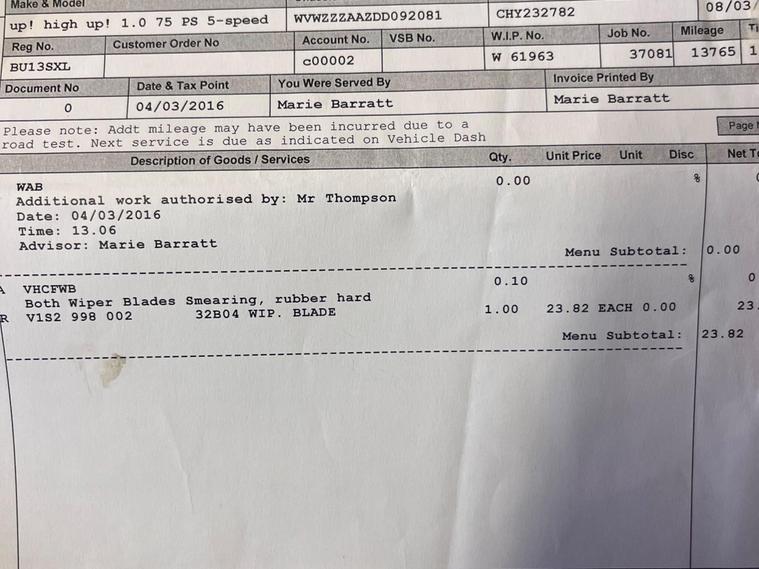 Make & Model
up! high up! 1.0 75 PS 5-speed WVWZZZAAZDD092081 CHY232782 08/03/
Reg No. Customer Order No Account No. VSB No. W.I.P. No. Job No. Mileage
BU13SXL c00002 W 61963 37081 13765 1
Document No Date & Tax Point You Were Served By Invoice Printed By
0 04/03/2016 Marie Barratt Marie Barratt
Please note: Addt mileage may have been incurred due to a
road test. Next service is due as indicated on Vehicle Dash
Page
Description of Goods / Services Qty. Unit Price Unit Disc Net
WAB 0.00 %
Additional work authorised by: Mr Thompson
Date: 04/03/2016
Time: 13.06
Advisor: Marie Barratt
Menu Subtotal: 0.00
A VHCFWB 0.10 % 0
Both Wiper Blades Smearing, rubber hard
R V1S2 998 002 32B04 WIP. BLADE 1.00 23.82 EACH 0.00 23.
Menu Subtotal: 23.82